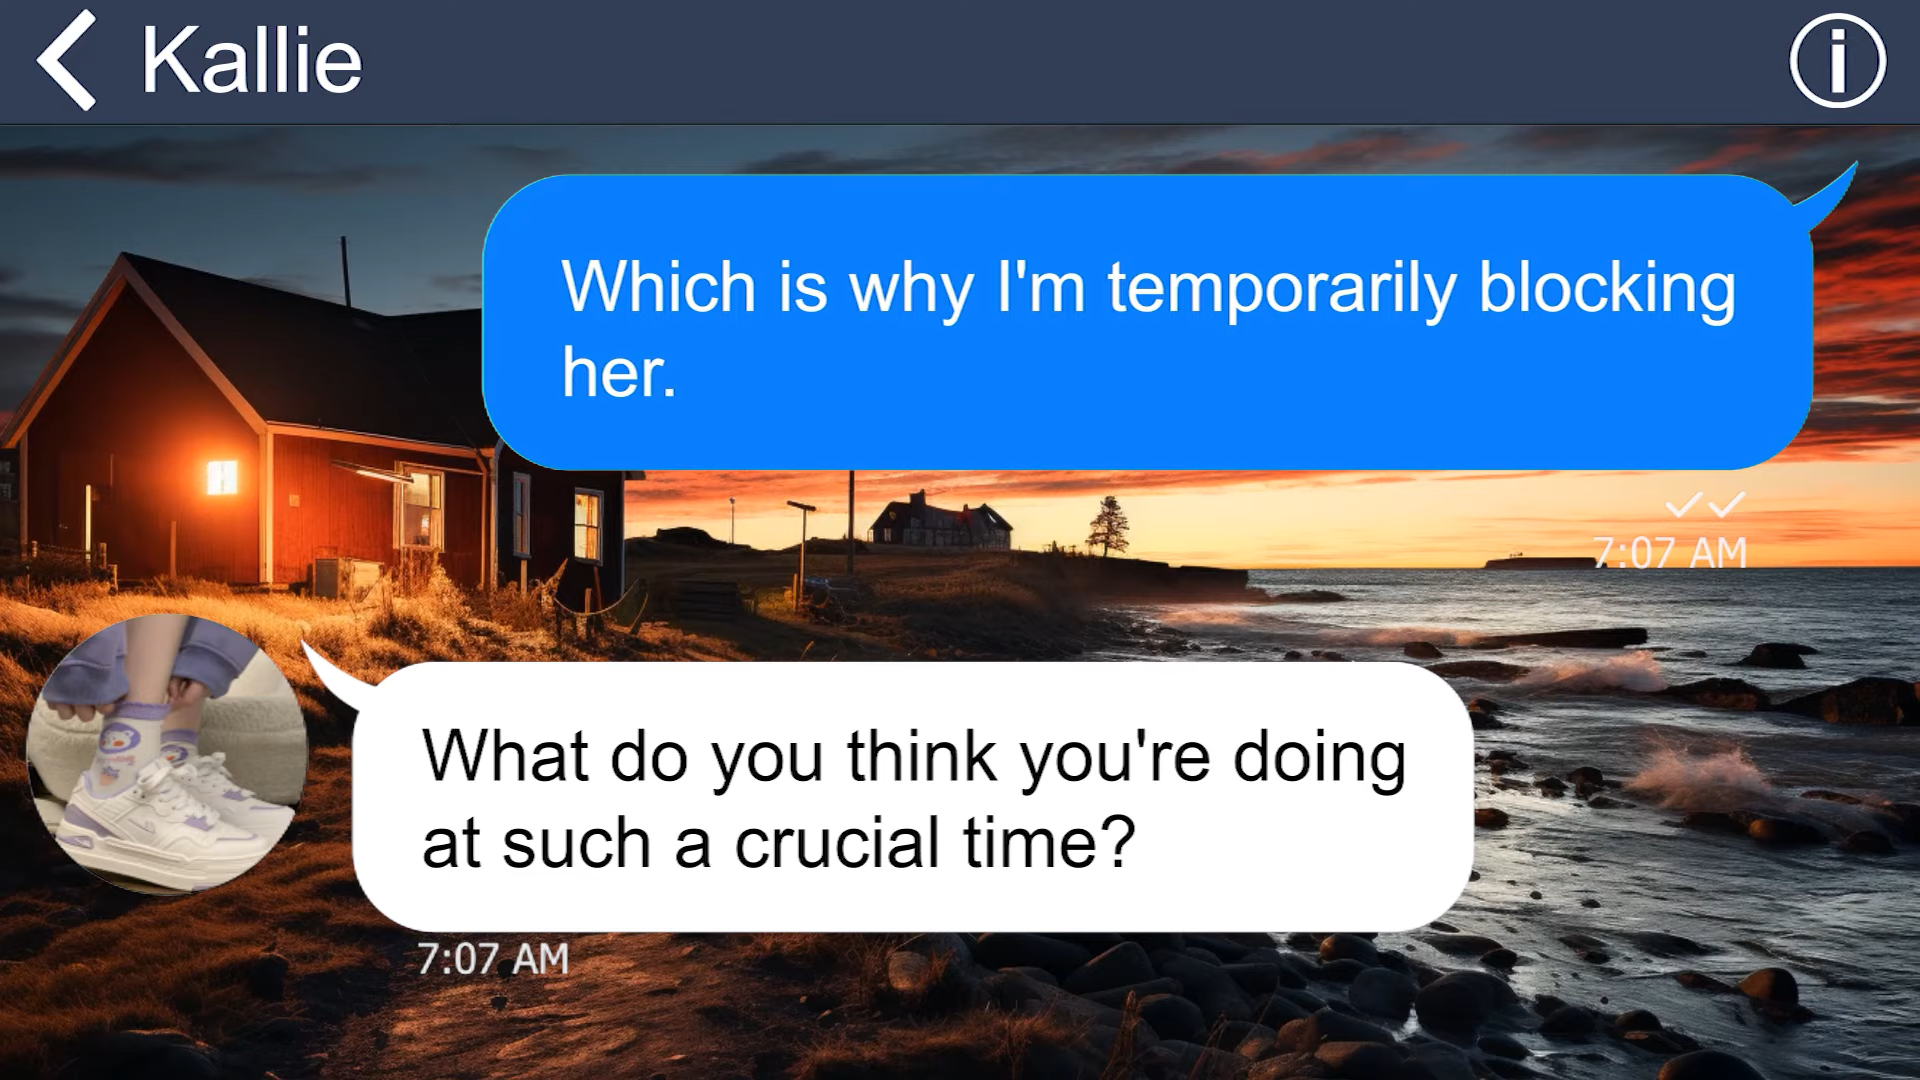 Kallie
Which is why I'm temporarily blocking
her.
7:07 AM
What do you think you're doing
at such a crucial time?
7:07 AM